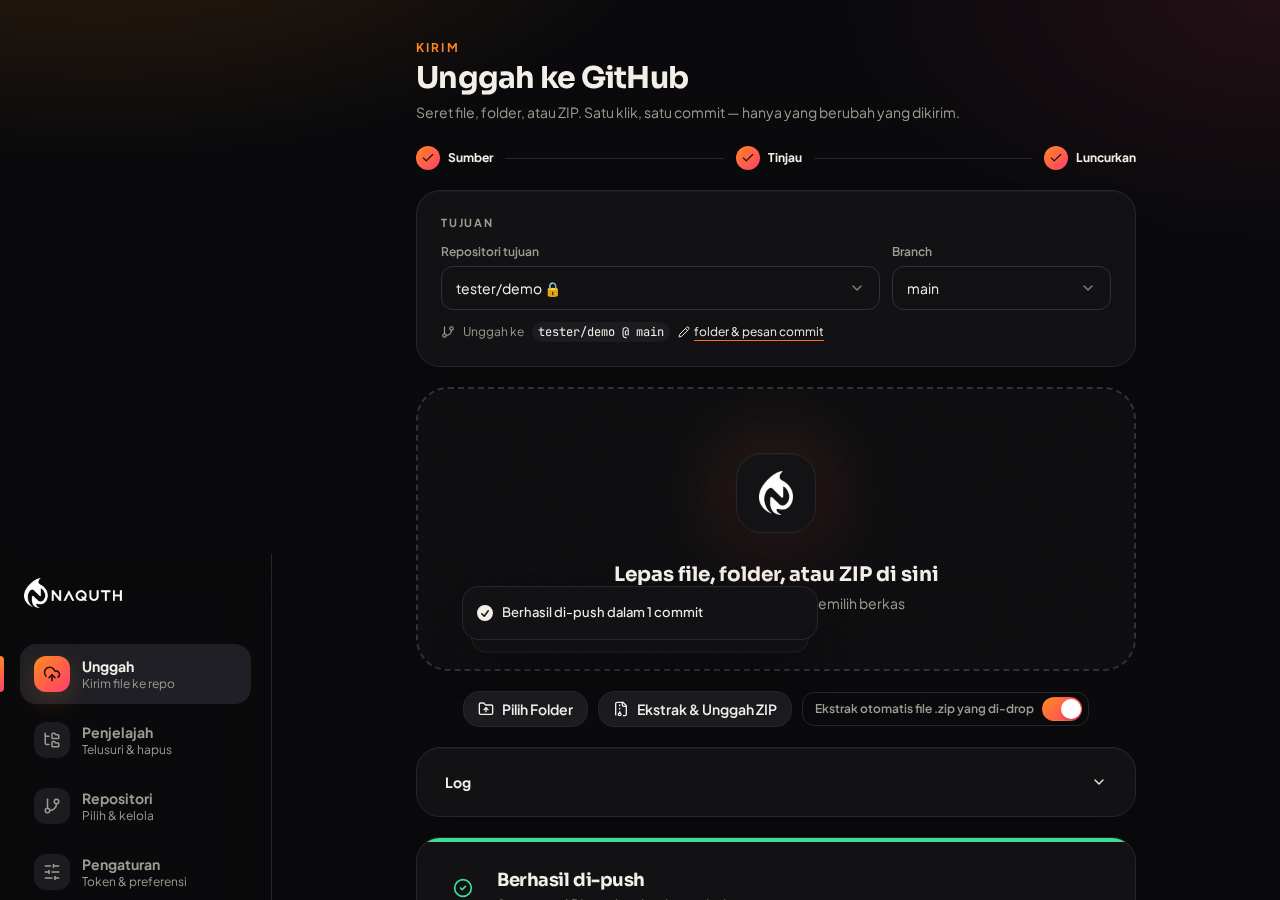 KIRIM
Unggah ke GitHub
Seret file, folder, atau ZIP. Satu klik, satu commit — hanya yang berubah yang dikirim.
Sumber
Tinjau
Luncurkan
TUJUAN
Repositori tujuan
Branch
tester/demo 🔒
main
Unggah ke tester/demo @ main folder & pesan commit
Lepas file, folder, atau ZIP di sini
emilih berkas
Berhasil di-push dalam 1 commit
Pilih Folder
Ekstrak & Unggah ZIP
Ekstrak otomatis file .zip yang di-drop
Log
Berhasil di-push
NAQUTH
Unggah
Kirim file ke repo
Penjelajah
Telusuri & hapus
Repositori
Pilih & kelola
Pengaturan
Token & preferensi